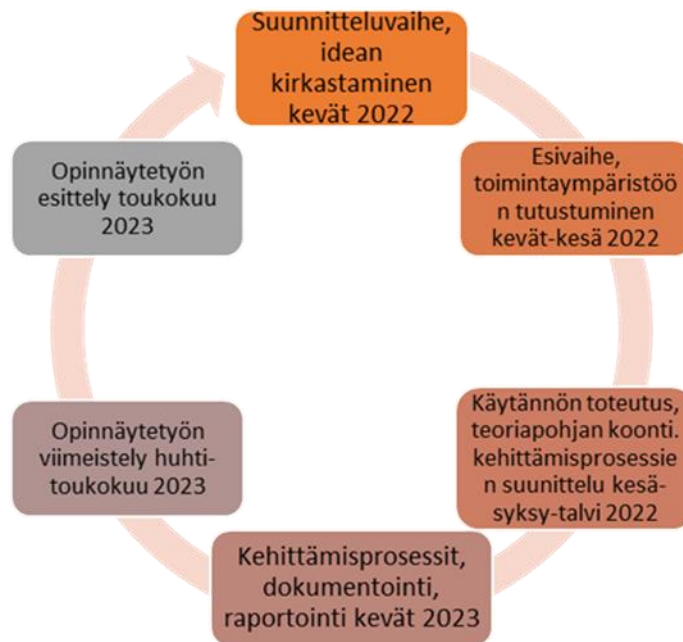 Suunnitteluvaihe,
idean
kirkastaminen
kevät 2022
Esivaihe,
toimintaympäristöö
n tutustuminen
kevät-kesä 2022
Käytännön toteutus,
teoriapohjan koonti.
kehittämisprosessie
n suunittelu kesä-
syksy-talvi 2022
Kehittämisprosessit,
dokumentointi,
raportointi kevät 2023
Opinnäytetyön
viimeistely huhti-
toukokuu 2023
Opinnäytetyön
esittely toukokuu
2023